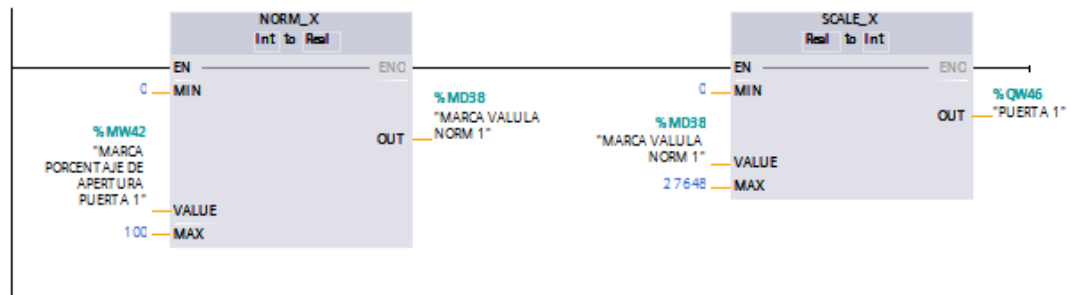 NORM_X
Int to Real
EN
ENO
0
MIN
%MW42
"MARCA
PORCENTAJE DE
APERTURA
PUERTA 1"
VALUE
100
MAX
OUT
%MD38
"MARCA VALULA
NORM 1"
SCALE_X
Real to Int
EN
ENO
0
MIN
%MD38
"MARCA VALULA
NORM 1"
VALUE
27648
MAX
OUT
%QW46
"PUERTA 1"